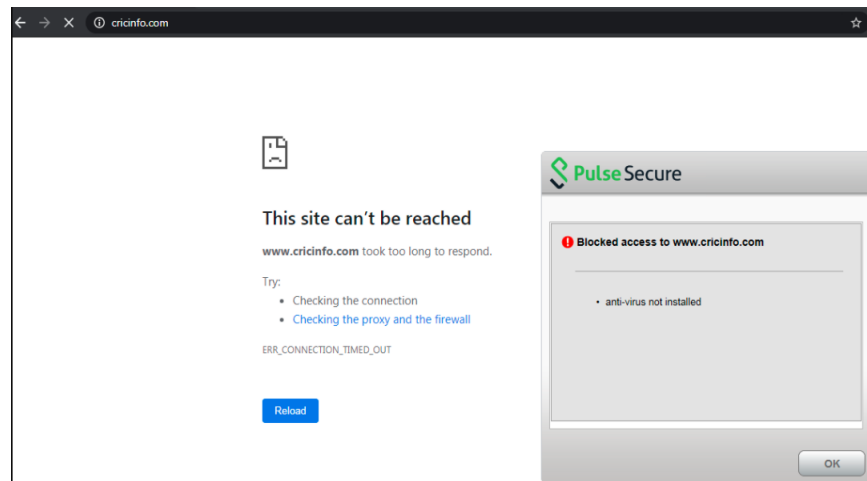 cricinfo.com
This site can't be reached
www.cricinfo.com took too long to respond.
Try:
• Checking the connection
• Checking the proxy and the firewall
ERR_CONNECTION_TIMED_OUT
Reload
Pulse Secure
Blocked access to www.cricinfo.com
• anti-virus not installed
OK